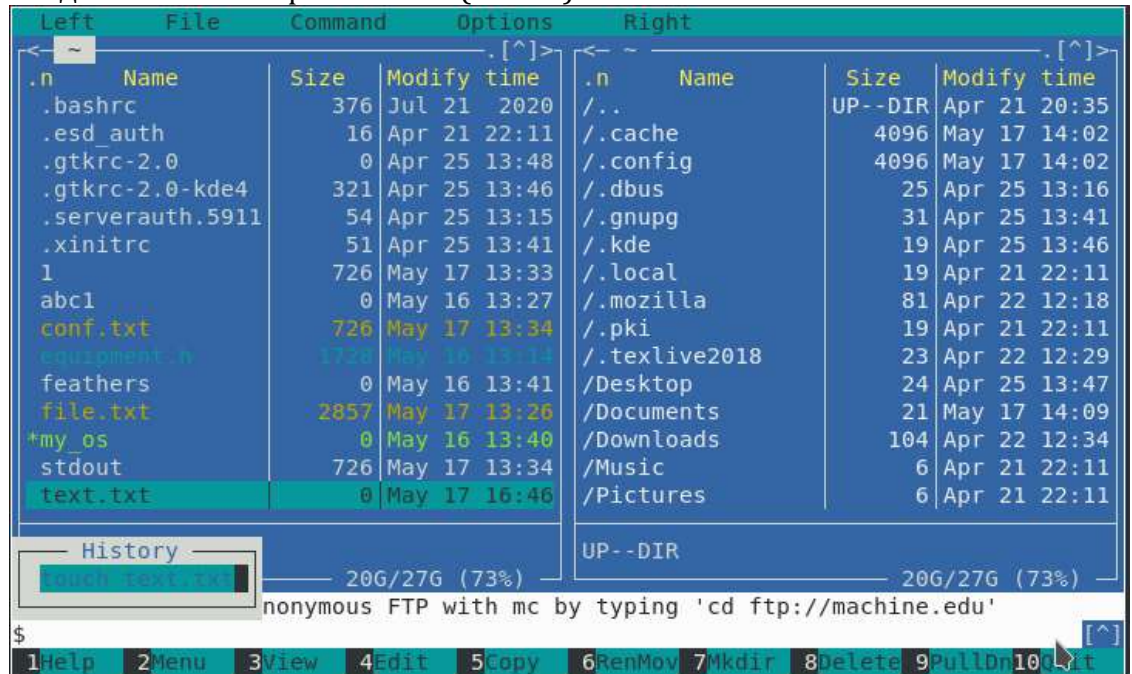 Left File Command Options Right
<─ ~ .[^]> <─ ~ .[^]>
.n Name Size Modify time .n Name Size Modify time
.bashrc 376 Jul 21 2020 /.. UP--DIR Apr 21 20:35
.esd_auth 16 Apr 21 22:11 /.cache 4096 May 17 14:02
.gtkrc-2.0 0 Apr 25 13:48 /.config 4096 May 17 14:02
.gtkrc-2.0-kde4 321 Apr 25 13:46 /.dbus 25 Apr 25 13:16
.serverauth.5911 54 Apr 25 13:15 /.gnupg 31 Apr 25 13:41
.xinitrc 51 Apr 25 13:41 /.kde 19 Apr 25 13:46
1 726 May 17 13:33 /.local 19 Apr 21 22:11
abc1 0 May 16 13:27 /.mozilla 81 Apr 22 12:18
conf.txt 726 May 17 13:34 /.pki 19 Apr 21 22:11
equipment.h 1728 May 16 13:14 /.texlive2018 23 Apr 22 12:29
feathers 0 May 16 13:41 /Desktop 24 Apr 25 13:47
file.txt 2857 May 17 13:26 /Documents 21 May 17 14:09
*my_os 0 May 16 13:40 /Downloads 104 Apr 22 12:34
stdout 726 May 17 13:34 /Music 6 Apr 21 22:11
text.txt 0 May 17 16:46 /Pictures 6 Apr 21 22:11
History UP--DIR
touch text.txt 20G/27G (73%) 20G/27G (73%)
nonymous FTP with mc by typing 'cd ftp://machine.edu'
$ [^]
1Help 2Menu 3View 4Edit 5Copy 6RenMov 7Mkdir 8Delete 9PullDn 10Quit